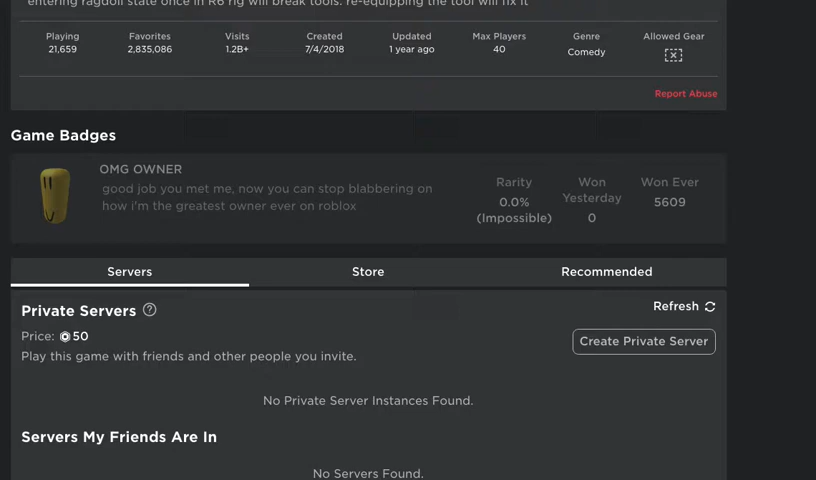 entering ragdoll state once in R6 rig will break tools. re-equipping the tool will fix it
Playing Favorites Visits Created Updated Max Players Genre Allowed Gear
21,659 2,835,086 1.2B+ 7/4/2018 1 year ago 40 Comedy
Report Abuse
Game Badges
OMG OWNER
good job you met me, now you can stop blabbering on
how i'm the greatest owner ever on roblox
Rarity Won Yesterday Won Ever
0.0% (Impossible) 0 5609
Servers Store Recommended
Private Servers ?
Refresh
Price: 50
Create Private Server
Play this game with friends and other people you invite.
No Private Server Instances Found.
Servers My Friends Are In
No Servers Found.